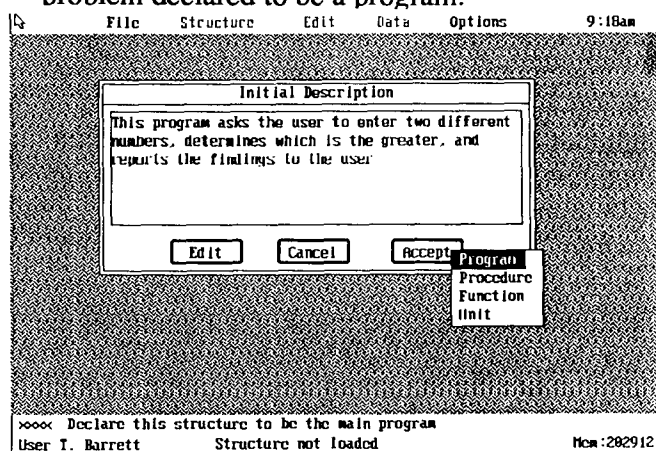 problem declared to be a program.
File Structure Edit Data Options 9:18am
Initial Description
This program asks the user to enter two different
numbers, determines which is the greater, and
reports the findings to the user
Edit Cancel Accept
Program
Procedure
Function
Unit
xxxx Declare this structure to be the main program
User T. Barrett Structure not loaded Mem:202912